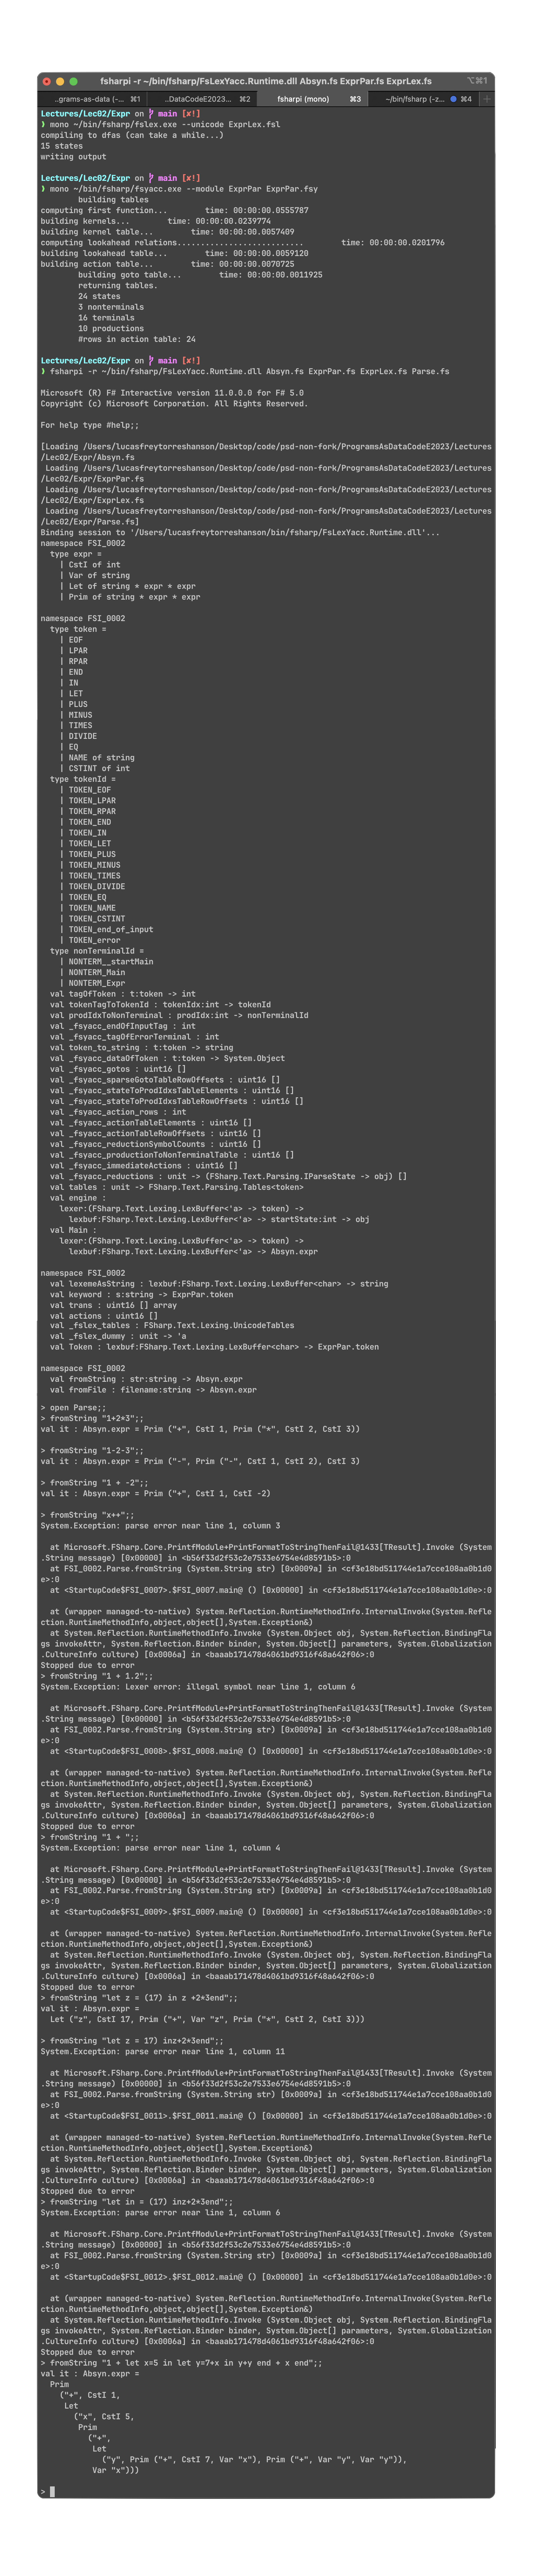 fsharpi -r ~/bin/fsharp/FsLexYacc.Runtime.dll Absyn.fs ExprPar.fs ExprLex.fs
⌥⌘1
..grams-as-data (-... ⌘1
..DataCodeE2023... ⌘2
fsharpi (mono) ⌘3
~/bin/fsharp (-z... ⌘4
Lectures/Lec02/Expr on main [✘!]
❯ mono ~/bin/fsharp/fslex.exe --unicode ExprLex.fsl
compiling to dfas (can take a while...)
15 states
writing output
Lectures/Lec02/Expr on main [✘!]
❯ mono ~/bin/fsharp/fsyacc.exe --module ExprPar ExprPar.fsy
building tables
computing first function... time: 00:00:00.0555787
building kernels... time: 00:00:00.0239774
building kernel table... time: 00:00:00.0057409
computing lookahead relations........................... time: 00:00:00.0201796
building lookahead table... time: 00:00:00.0059120
building action table... time: 00:00:00.0070725
building goto table... time: 00:00:00.0011925
returning tables.
24 states
3 nonterminals
16 terminals
10 productions
#rows in action table: 24
Lectures/Lec02/Expr on main [✘!]
❯ fsharpi -r ~/bin/fsharp/FsLexYacc.Runtime.dll Absyn.fs ExprPar.fs ExprLex.fs Parse.fs
Microsoft (R) F# Interactive version 11.0.0.0 for F# 5.0
Copyright (c) Microsoft Corporation. All Rights Reserved.
For help type #help;;
[Loading /Users/lucasfreytorreshanson/Desktop/code/psd-non-fork/ProgramsAsDataCodeE2023/Lectures
/Lec02/Expr/Absyn.fs
Loading /Users/lucasfreytorreshanson/Desktop/code/psd-non-fork/ProgramsAsDataCodeE2023/Lectures
/Lec02/Expr/ExprPar.fs
Loading /Users/lucasfreytorreshanson/Desktop/code/psd-non-fork/ProgramsAsDataCodeE2023/Lectures
/Lec02/Expr/ExprLex.fs
Loading /Users/lucasfreytorreshanson/Desktop/code/psd-non-fork/ProgramsAsDataCodeE2023/Lectures
/Lec02/Expr/Parse.fs]
Binding session to '/Users/lucasfreytorreshanson/bin/fsharp/FsLexYacc.Runtime.dll'...
namespace FSI_0002
type expr =
| CstI of int
| Var of string
| Let of string * expr * expr
| Prim of string * expr * expr
namespace FSI_0002
type token =
| EOF
| LPAR
| RPAR
| END
| IN
| LET
| PLUS
| MINUS
| TIMES
| DIVIDE
| EQ
| NAME of string
| CSTINT of int
type tokenId =
| TOKEN_EOF
| TOKEN_LPAR
| TOKEN_RPAR
| TOKEN_END
| TOKEN_IN
| TOKEN_LET
| TOKEN_PLUS
| TOKEN_MINUS
| TOKEN_TIMES
| TOKEN_DIVIDE
| TOKEN_EQ
| TOKEN_NAME
| TOKEN_CSTINT
| TOKEN_end_of_input
| TOKEN_error
type nonTerminalId =
| NONTERM__startMain
| NONTERM_Main
| NONTERM_Expr
val tagOfToken : t:token -> int
val tokenTagToTokenId : tokenIdx:int -> tokenId
val prodIdxToNonTerminal : prodIdx:int -> nonTerminalId
val _fsyacc_endOfInputTag : int
val _fsyacc_tagOfErrorTerminal : int
val token_to_string : t:token -> string
val _fsyacc_dataOfToken : t:token -> System.Object
val _fsyacc_gotos : uint16 []
val _fsyacc_sparseGotoTableRowOffsets : uint16 []
val _fsyacc_stateToProdIdxsTableElements : uint16 []
val _fsyacc_stateToProdIdxsTableRowOffsets : uint16 []
val _fsyacc_action_rows : int
val _fsyacc_actionTableElements : uint16 []
val _fsyacc_actionTableRowOffsets : uint16 []
val _fsyacc_reductionSymbolCounts : uint16 []
val _fsyacc_productionToNonTerminalTable : uint16 []
val _fsyacc_immediateActions : uint16 []
val _fsyacc_reductions : unit -> (FSharp.Text.Parsing.IParseState -> obj) []
val tables : unit -> FSharp.Text.Parsing.Tables<token>
val engine :
lexer:(FSharp.Text.Lexing.LexBuffer<'a> -> token) ->
lexbuf:FSharp.Text.Lexing.LexBuffer<'a> -> startState:int -> obj
val Main :
lexer:(FSharp.Text.Lexing.LexBuffer<'a> -> token) ->
lexbuf:FSharp.Text.Lexing.LexBuffer<'a> -> Absyn.expr
namespace FSI_0002
val lexemeAsString : lexbuf:FSharp.Text.Lexing.LexBuffer<char> -> string
val keyword : s:string -> ExprPar.token
val trans : uint16 [] array
val actions : uint16 []
val _fslex_tables : FSharp.Text.Lexing.UnicodeTables
val _fslex_dummy : unit -> 'a
val Token : lexbuf:FSharp.Text.Lexing.LexBuffer<char> -> ExprPar.token
namespace FSI_0002
val fromString : str:string -> Absyn.expr
val fromFile : filename:string -> Absyn.expr
> open Parse;;
> fromString "1+2*3";;
val it : Absyn.expr = Prim ("+", CstI 1, Prim ("*", CstI 2, CstI 3))
> fromString "1-2-3";;
val it : Absyn.expr = Prim ("-", Prim ("-", CstI 1, CstI 2), CstI 3)
> fromString "1 + -2";;
val it : Absyn.expr = Prim ("+", CstI 1, CstI -2)
> fromString "x++";;
System.Exception: parse error near line 1, column 3
at Microsoft.FSharp.Core.PrintfModule+PrintFormatToStringThenFail@1433[TResult].Invoke (System
.String message) [0x00000] in <b56f33d2f53c2e7533e6754e4d8591b5>:0
at FSI_0002.Parse.fromString (System.String str) [0x0009a] in <cf3e18bd511744e1a7cce108aa0b1d0
e>:0
at <StartupCode$FSI_0007>.$FSI_0007.main@ () [0x00000] in <cf3e18bd511744e1a7cce108aa0b1d0e>:0
at (wrapper managed-to-native) System.Reflection.RuntimeMethodInfo.InternalInvoke(System.Refle
ction.RuntimeMethodInfo,object,object[],System.Exception&)
at System.Reflection.RuntimeMethodInfo.Invoke (System.Object obj, System.Reflection.BindingFla
gs invokeAttr, System.Reflection.Binder binder, System.Object[] parameters, System.Globalization
.CultureInfo culture) [0x0006a] in <baaab171478d4061bd9316f48a642f06>:0
Stopped due to error
> fromString "1 + 1.2";;
System.Exception: Lexer error: illegal symbol near line 1, column 6
at Microsoft.FSharp.Core.PrintfModule+PrintFormatToStringThenFail@1433[TResult].Invoke (System
.String message) [0x00000] in <b56f33d2f53c2e7533e6754e4d8591b5>:0
at FSI_0002.Parse.fromString (System.String str) [0x0009a] in <cf3e18bd511744e1a7cce108aa0b1d0
e>:0
at <StartupCode$FSI_0008>.$FSI_0008.main@ () [0x00000] in <cf3e18bd511744e1a7cce108aa0b1d0e>:0
at (wrapper managed-to-native) System.Reflection.RuntimeMethodInfo.InternalInvoke(System.Refle
ction.RuntimeMethodInfo,object,object[],System.Exception&)
at System.Reflection.RuntimeMethodInfo.Invoke (System.Object obj, System.Reflection.BindingFla
gs invokeAttr, System.Reflection.Binder binder, System.Object[] parameters, System.Globalization
.CultureInfo culture) [0x0006a] in <baaab171478d4061bd9316f48a642f06>:0
Stopped due to error
> fromString "1 + ";;
System.Exception: parse error near line 1, column 4
at Microsoft.FSharp.Core.PrintfModule+PrintFormatToStringThenFail@1433[TResult].Invoke (System
.String message) [0x00000] in <b56f33d2f53c2e7533e6754e4d8591b5>:0
at FSI_0002.Parse.fromString (System.String str) [0x0009a] in <cf3e18bd511744e1a7cce108aa0b1d0
e>:0
at <StartupCode$FSI_0009>.$FSI_0009.main@ () [0x00000] in <cf3e18bd511744e1a7cce108aa0b1d0e>:0
at (wrapper managed-to-native) System.Reflection.RuntimeMethodInfo.InternalInvoke(System.Refle
ction.RuntimeMethodInfo,object,object[],System.Exception&)
at System.Reflection.RuntimeMethodInfo.Invoke (System.Object obj, System.Reflection.BindingFla
gs invokeAttr, System.Reflection.Binder binder, System.Object[] parameters, System.Globalization
.CultureInfo culture) [0x0006a] in <baaab171478d4061bd9316f48a642f06>:0
Stopped due to error
> fromString "let z = (17) in z +2*3end";;
val it : Absyn.expr =
Let ("z", CstI 17, Prim ("+", Var "z", Prim ("*", CstI 2, CstI 3)))
> fromString "let z = 17) inz+2*3end";;
System.Exception: parse error near line 1, column 11
at Microsoft.FSharp.Core.PrintfModule+PrintFormatToStringThenFail@1433[TResult].Invoke (System
.String message) [0x00000] in <b56f33d2f53c2e7533e6754e4d8591b5>:0
at FSI_0002.Parse.fromString (System.String str) [0x0009a] in <cf3e18bd511744e1a7cce108aa0b1d0
e>:0
at <StartupCode$FSI_0011>.$FSI_0011.main@ () [0x00000] in <cf3e18bd511744e1a7cce108aa0b1d0e>:0
at (wrapper managed-to-native) System.Reflection.RuntimeMethodInfo.InternalInvoke(System.Refle
ction.RuntimeMethodInfo,object,object[],System.Exception&)
at System.Reflection.RuntimeMethodInfo.Invoke (System.Object obj, System.Reflection.BindingFla
gs invokeAttr, System.Reflection.Binder binder, System.Object[] parameters, System.Globalization
.CultureInfo culture) [0x0006a] in <baaab171478d4061bd9316f48a642f06>:0
Stopped due to error
> fromString "let in = (17) inz+2*3end";;
System.Exception: parse error near line 1, column 6
at Microsoft.FSharp.Core.PrintfModule+PrintFormatToStringThenFail@1433[TResult].Invoke (System
.String message) [0x00000] in <b56f33d2f53c2e7533e6754e4d8591b5>:0
at FSI_0002.Parse.fromString (System.String str) [0x0009a] in <cf3e18bd511744e1a7cce108aa0b1d0
e>:0
at <StartupCode$FSI_0012>.$FSI_0012.main@ () [0x00000] in <cf3e18bd511744e1a7cce108aa0b1d0e>:0
at (wrapper managed-to-native) System.Reflection.RuntimeMethodInfo.InternalInvoke(System.Refle
ction.RuntimeMethodInfo,object,object[],System.Exception&)
at System.Reflection.RuntimeMethodInfo.Invoke (System.Object obj, System.Reflection.BindingFla
gs invokeAttr, System.Reflection.Binder binder, System.Object[] parameters, System.Globalization
.CultureInfo culture) [0x0006a] in <baaab171478d4061bd9316f48a642f06>:0
Stopped due to error
> fromString "1 + let x=5 in let y=7+x in y+y end + x end";;
val it : Absyn.expr =
Prim
("+", CstI 1,
Let
("x", CstI 5,
Prim
("+",
Let
("y", Prim ("+", CstI 7, Var "x"), Prim ("+", Var "y", Var "y")),
Var "x")))
>